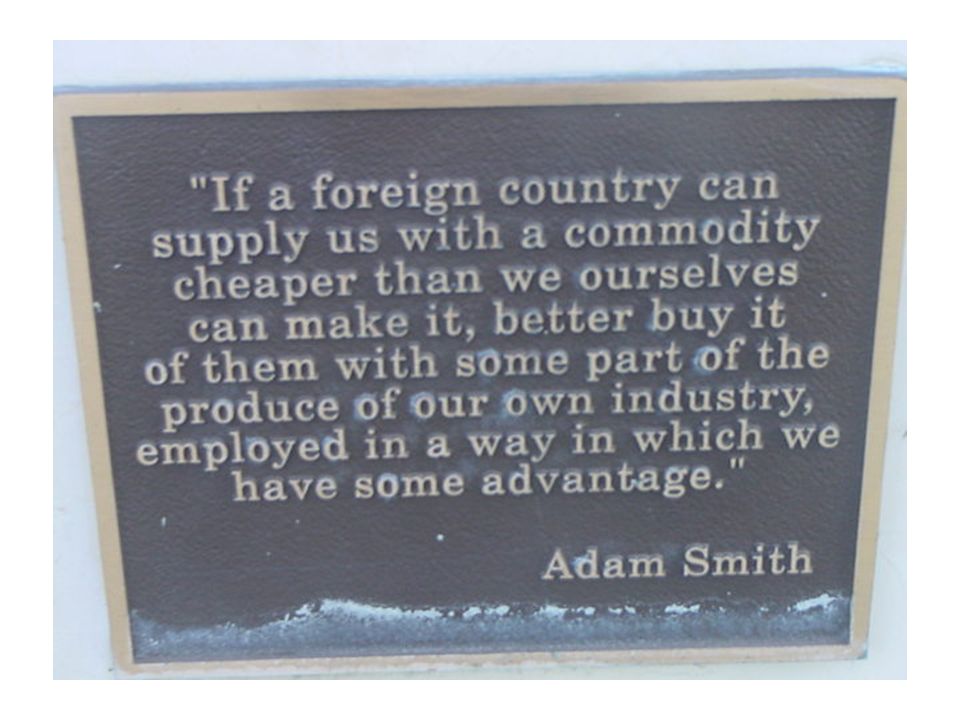 "If a foreign country can
supply us with a commodity
cheaper than we ourselves
can make it, better buy it
of them with some part of the
produce of our own industry,
employed in a way in which we
have some advantage."
Adam Smith